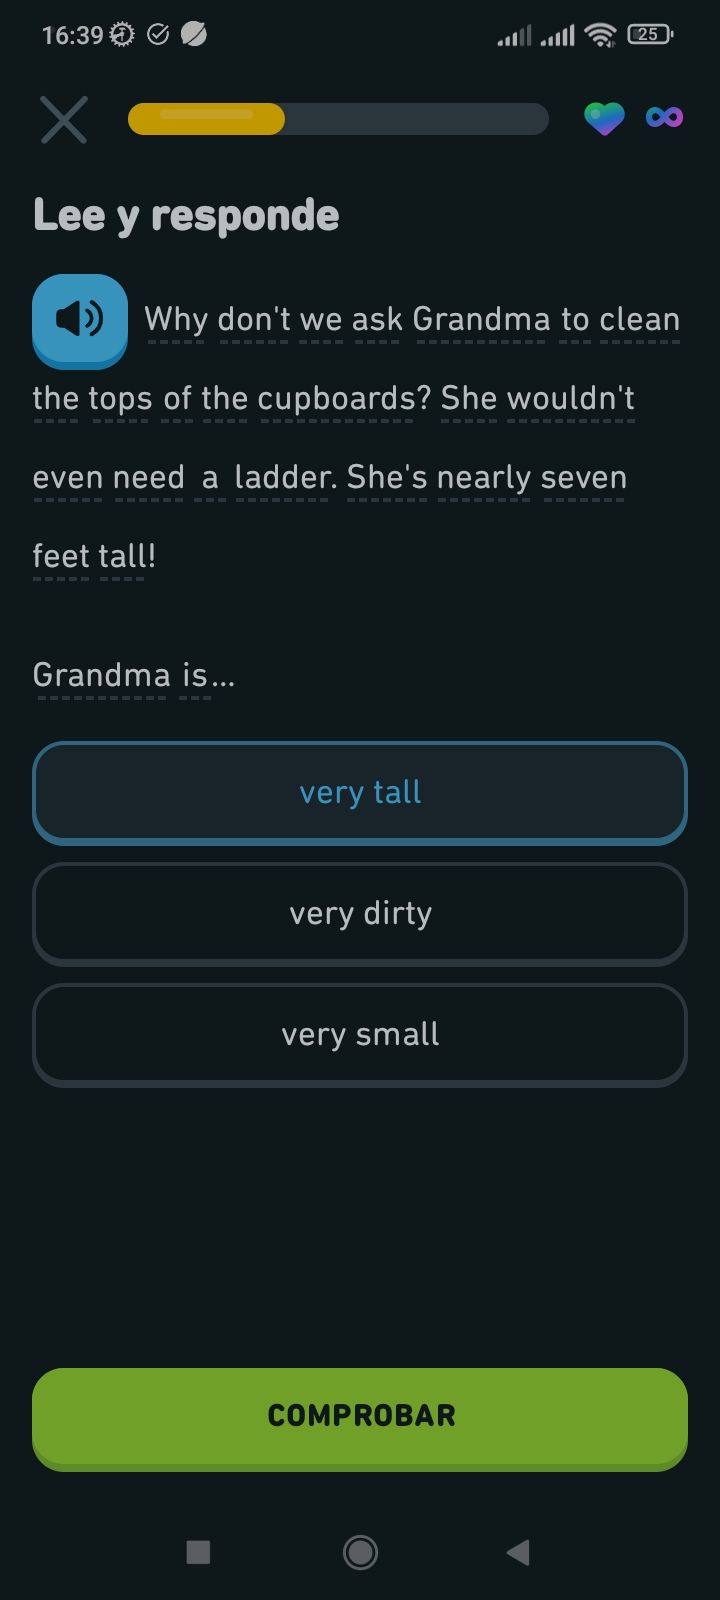 16:39
25
Lee y responde
Why don't we ask Grandma to clean
the tops of the cupboards? She wouldn't
even need a ladder. She's nearly seven
feet tall!
Grandma is...
very tall
very dirty
very small
COMPROBAR